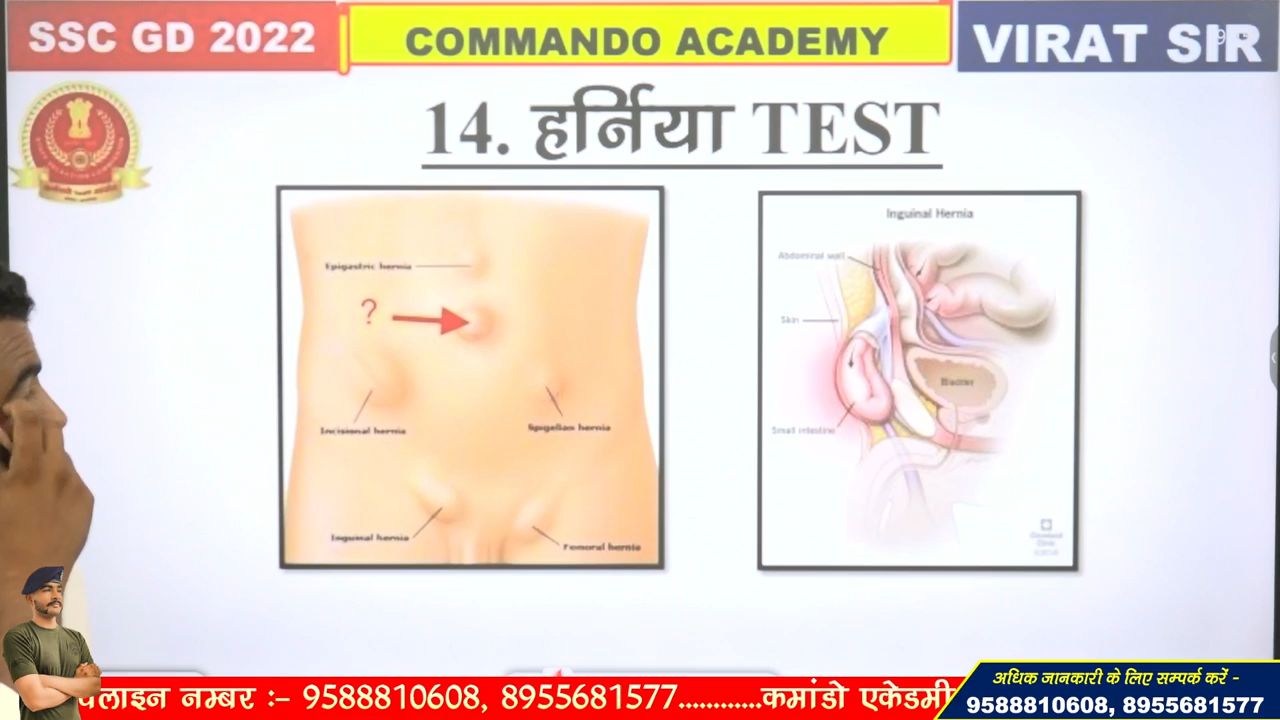 SSC GD 2022
COMMANDO ACADEMY
VIRAT SIR
14. हर्निया TEST
Epigastric hernia
?
Incisional hernia
Spigelian hernia
Inguinal hernia
Femoral hernia
Inguinal Hernia
Abdominal wall
Skin
Bladder
Small intestine
Cleveland
Clinic
नम्बर :- 9588810608, 8955681577............कमांडो एकेडमी
अधिक जानकारी के लिए सम्पर्क करें -
9588810608, 8955681577